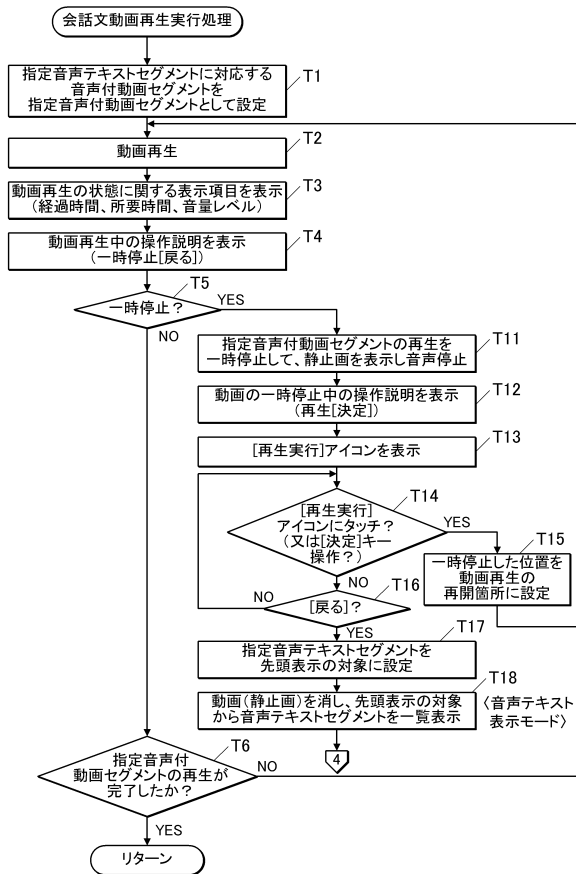 会話文動画再生実行処理
指定音声テキストセグメントに対応する
音声付動画セグメントを
指定音声付動画セグメントとして設定
T1
動画再生
T2
動画再生の状態に関する表示項目を表示
(経過時間、所要時間、音量レベル)
T3
動画再生中の操作説明を表示
(一時停止[戻る])
T4
一時停止？
T5
YES
NO
指定音声付動画セグメントの再生を
一時停止して、静止画を表示し音声停止
T11
動画の一時停止中の操作説明を表示
(再生[決定])
T12
[再生実行]アイコンを表示
T13
[再生実行]
アイコンにタッチ？
(又は[決定]キー
操作？)
T14
YES
NO
一時停止した位置を
動画再生の
再開箇所に設定
T15
[戻る]？
T16
NO
YES
指定音声テキストセグメントを
先頭表示の対象に設定
T17
動画(静止画)を消し、先頭表示の対象
から音声テキストセグメントを一覧表示
T18
〈音声テキスト
表示モード〉
4
指定音声付
動画セグメントの再生が
完了したか？
T6
NO
YES
リターン